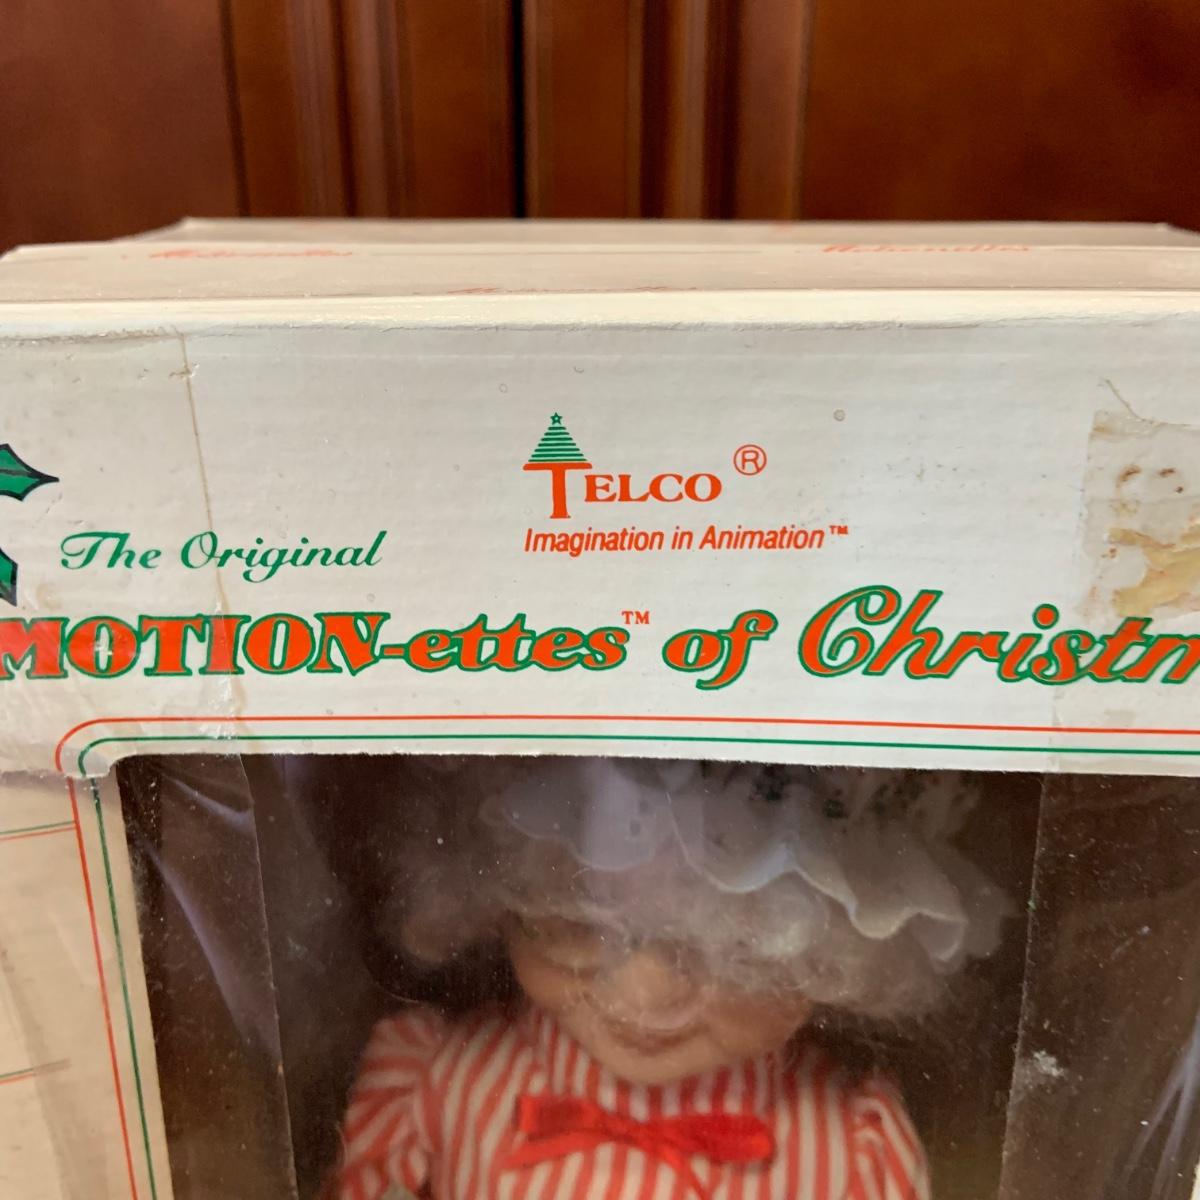 TELCO®
Imagination in Animation™
The Original
MOTION-ettes™ of Christm